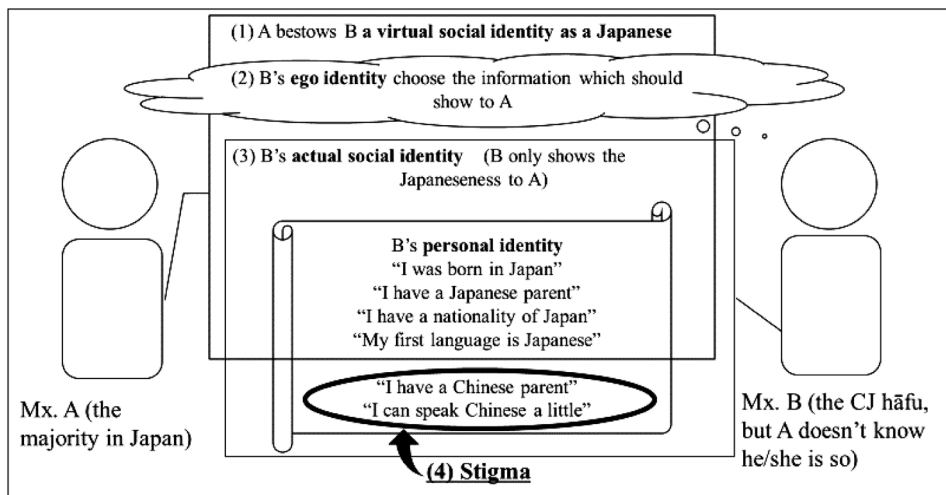 (1) A bestows B a virtual social identity as a Japanese
(2) B's ego identity choose the information which should
show to A
(3) B's actual social identity (B only shows the
Japaneseness to A)
B's personal identity
"I was born in Japan"
"I have a Japanese parent"
"I have a nationality of Japan"
"My first language is Japanese"
"I have a Chinese parent"
"I can speak Chinese a little"
(4) Stigma
Mx. A (the
majority in Japan)
Mx. B (the CJ hāfu,
but A doesn't know
he/she is so)